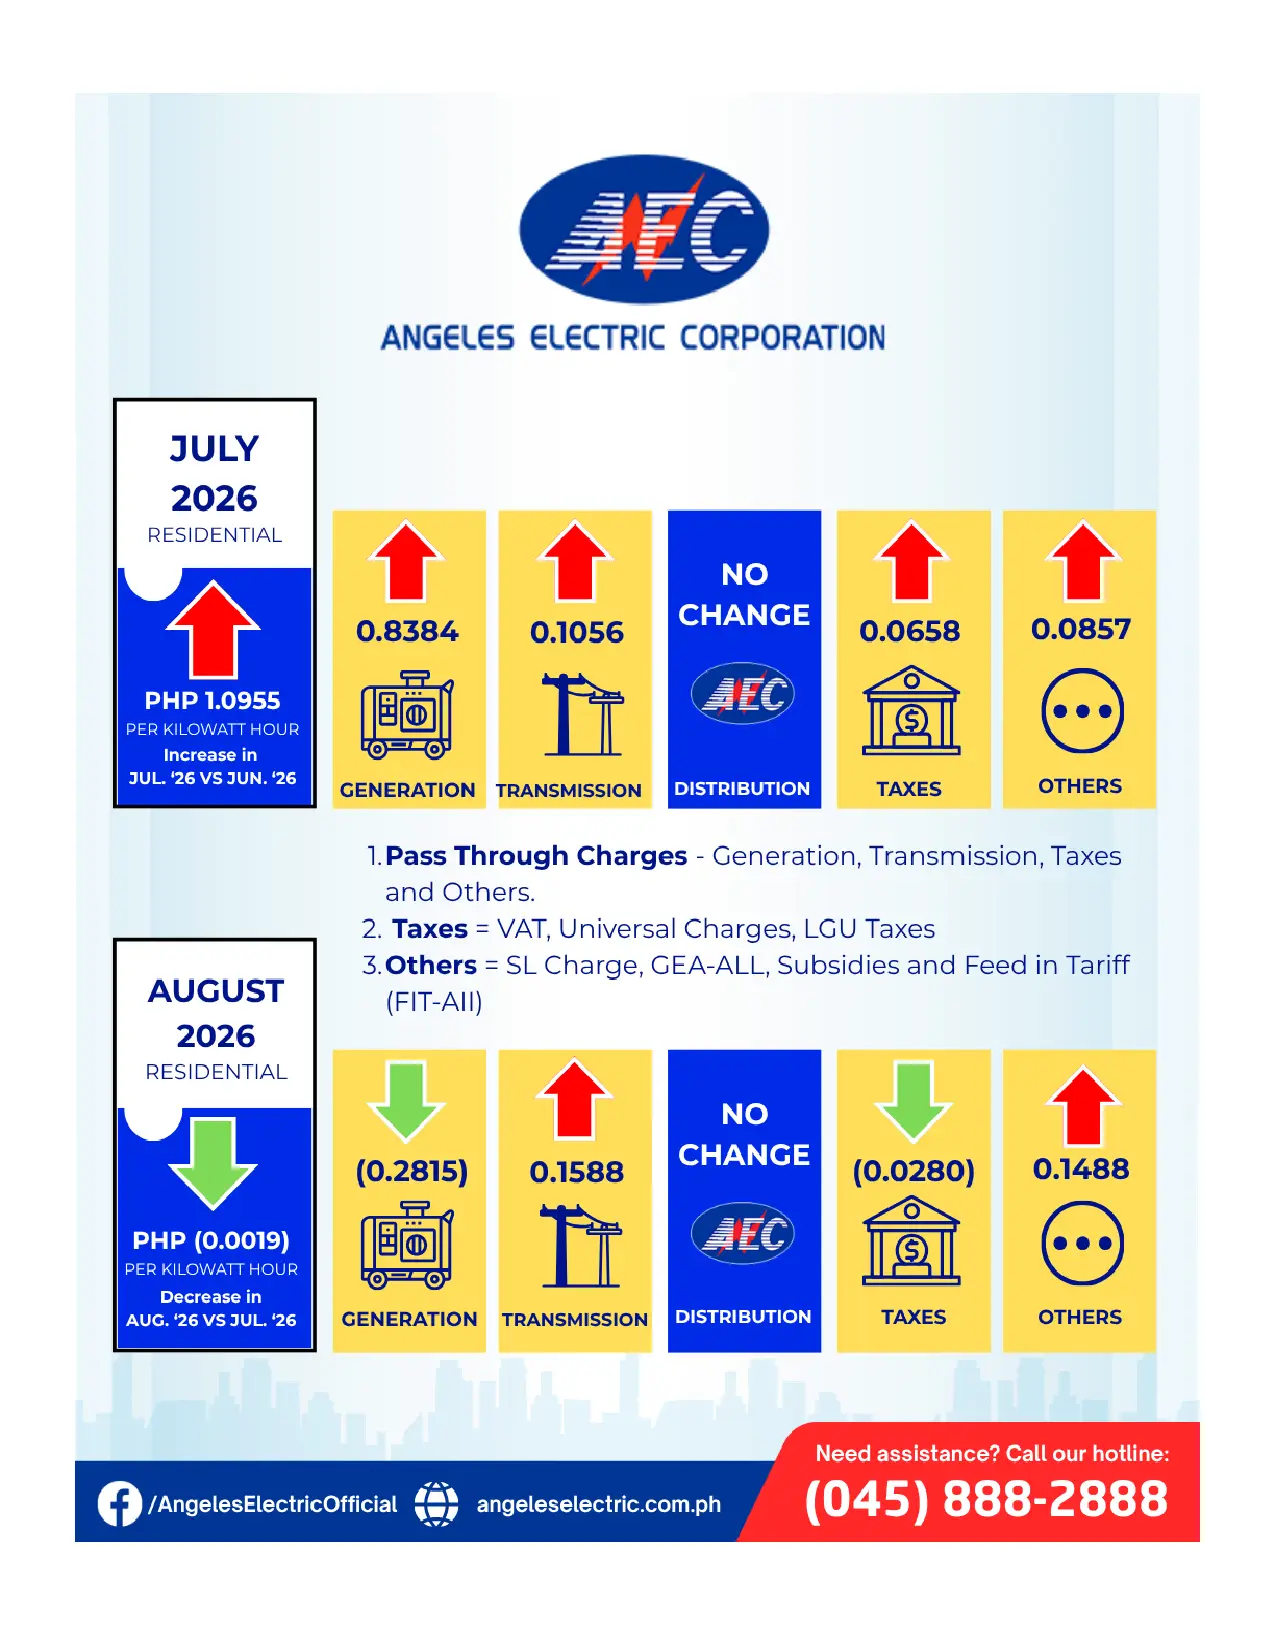 AEC
ANGELES ELECTRIC CORPORATION
JULY
2026
RESIDENTIAL
PHP 1.0955
PER KILOWATT HOUR
Increase in
JUL. ‘26 VS JUN. ‘26
0.8384
GENERATION
0.1056
TRANSMISSION
NO
CHANGE
AEC
DISTRIBUTION
0.0658
$
TAXES
0.0857
OTHERS
1. Pass Through Charges - Generation, Transmission, Taxes
and Others.
2. Taxes = VAT, Universal Charges, LGU Taxes
3. Others = SL Charge, GEA-ALL, Subsidies and Feed in Tariff
(FIT-All)
AUGUST
2026
RESIDENTIAL
PHP (0.0019)
PER KILOWATT HOUR
Decrease in
AUG. ‘26 VS JUL. ‘26
(0.2815)
GENERATION
0.1588
TRANSMISSION
NO
CHANGE
AEC
DISTRIBUTION
(0.0280)
$
TAXES
0.1488
OTHERS
Need assistance? Call our hotline:
(045) 888-2888
/AngelesElectricOfficial
angeleselectric.com.ph